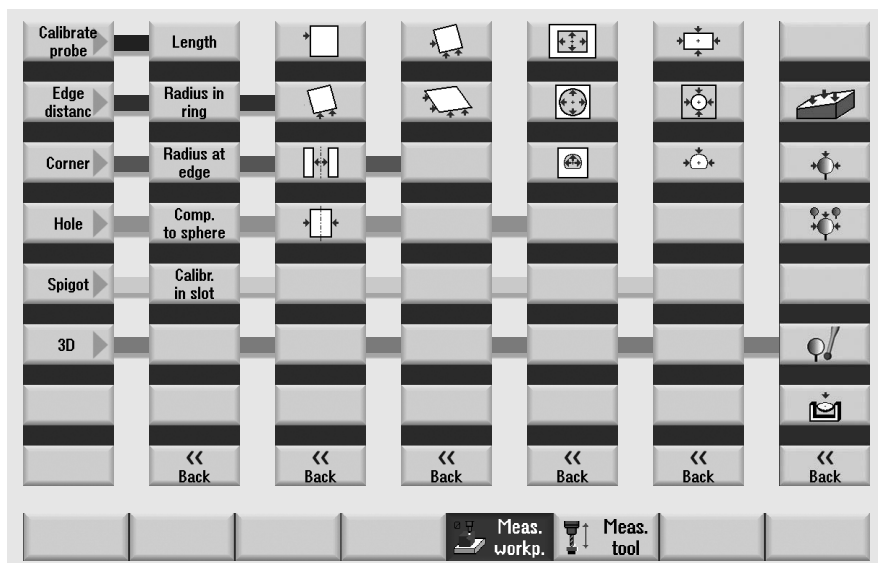 Calibrate
probe
Length
Edge
distanc
Radius in
ring
Corner
Radius at
edge
Hole
Comp.
to sphere
Spigot
Calibr.
in slot
3D
<<
Back
<<
Back
<<
Back
<<
Back
<<
Back
<<
Back
Meas.
workp.
Meas.
tool